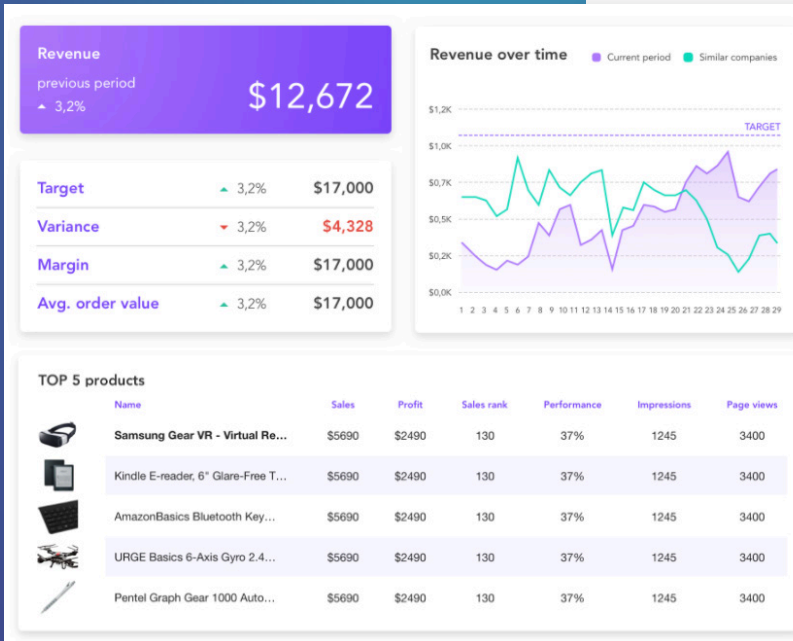 Revenue
previous period
3,2%
$12,672
Target 3,2% $17,000
Variance 3,2% $4,328
Margin 3,2% $17,000
Avg. order value 3,2% $17,000
Revenue over time Current period Similar companies
$1,2K
TARGET
$1,0K
$0,7K
$0,5K
$0,2K
$0,0K
1 2 3 4 5 6 7 8 9 10 11 12 13 14 15 16 17 18 19 20 21 22 23 24 25 26 27 28 29
TOP 5 products
Name Sales Profit Sales rank Performance Impressions Page views
Samsung Gear VR - Virtual Re... $5690 $2490 130 37% 1245 3400
Kindle E-reader, 6" Glare-Free T... $5690 $2490 130 37% 1245 3400
AmazonBasics Bluetooth Key... $5690 $2490 130 37% 1245 3400
URGE Basics 6-Axis Gyro 2.4... $5690 $2490 130 37% 1245 3400
Pentel Graph Gear 1000 Auto... $5690 $2490 130 37% 1245 3400